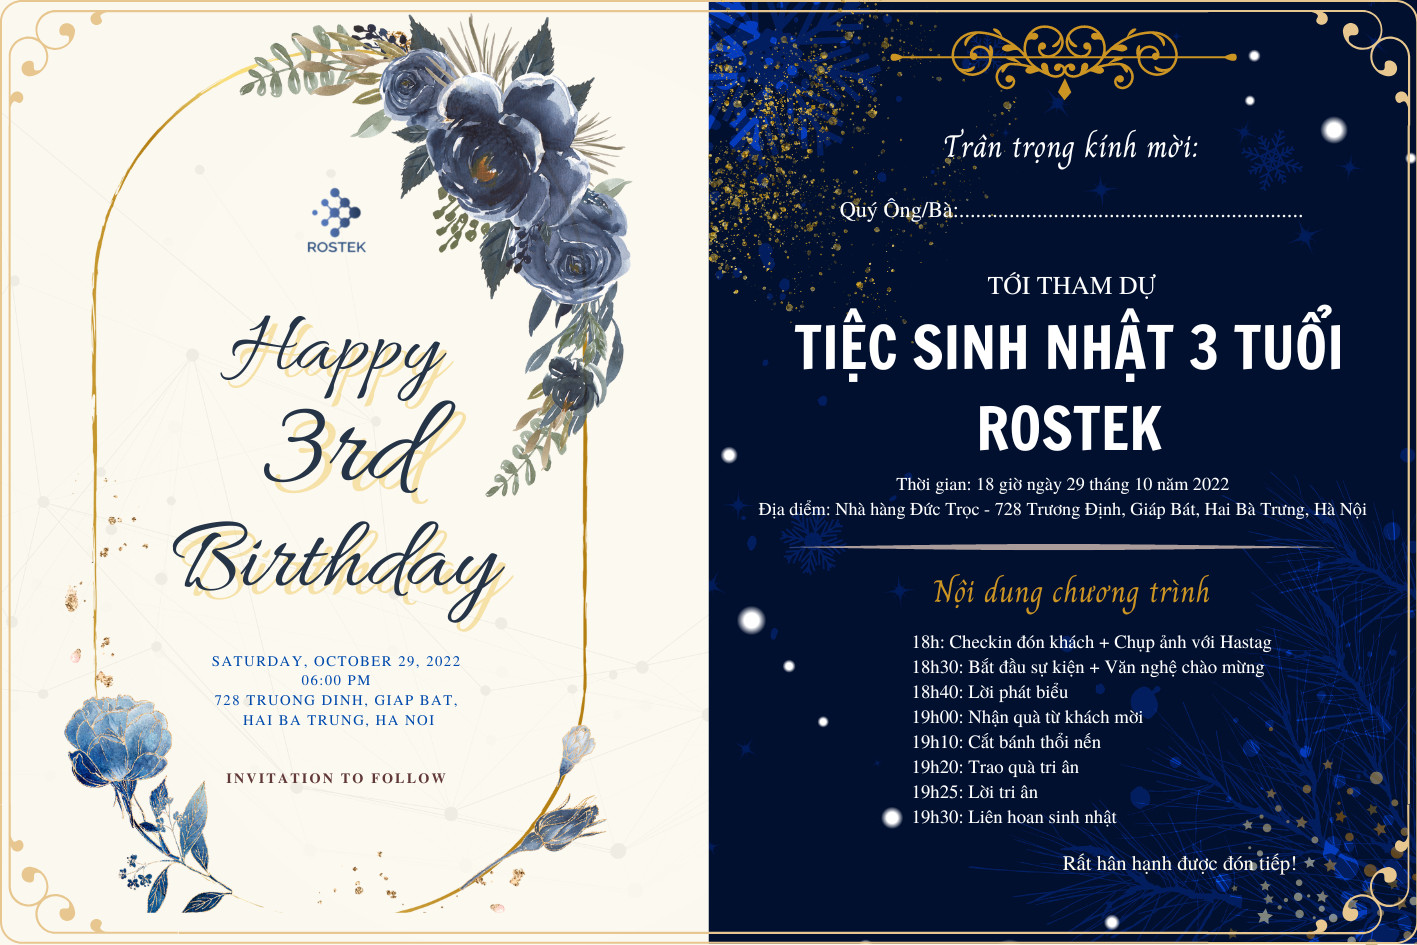 ROSTEK
Happy
3rd
Birthday
SATURDAY, OCTOBER 29, 2022
06:00 PM
728 TRUONG DINH, GIAP BAT,
HAI BA TRUNG, HA NOI
INVITATION TO FOLLOW
Trân trọng kính mời:
Quý Ông/Bà:..............................................................
TỚI THAM DỰ
TIỆC SINH NHẬT 3 TUỔI
ROSTEK
Thời gian: 18 giờ ngày 29 tháng 10 năm 2022
Địa diểm: Nhà hàng Đức Trọc - 728 Trương Định, Giáp Bát, Hai Bà Trưng, Hà Nội
Nội dung chương trình
18h: Checkin đón khách + Chụp ảnh với Hastag
18h30: Bắt đầu sự kiện + Văn nghệ chào mừng
18h40: Lời phát biểu
19h00: Nhận quà từ khách mời
19h10: Cắt bánh thổi nến
19h20: Trao quà tri ân
19h25: Lời tri ân
19h30: Liên hoan sinh nhật
Rất hân hạnh được đón tiếp!